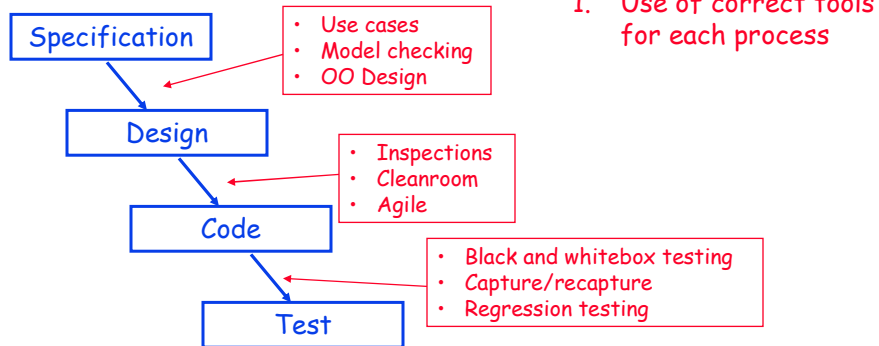 1. Use of correct tools
for each process
Specification
• Use cases
• Model checking
• OO Design
Design
• Inspections
• Cleanroom
• Agile
Code
• Black and whitebox testing
• Capture/recapture
• Regression testing
Test